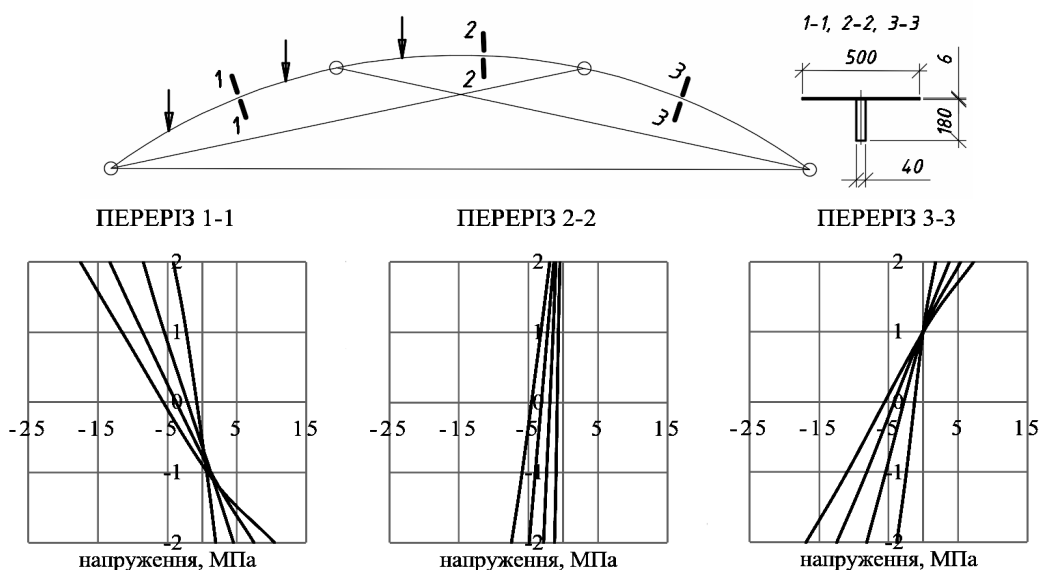 1
1
2
2
3
3
1-1, 2-2, 3-3
500
6
180
40
ПЕРЕРІЗ 1-1
ПЕРЕРІЗ 2-2
ПЕРЕРІЗ 3-3
2
1
0
-25 -15 -5 5 15
-1
-2
напруження, МПа
2
1
0
-25 -15 -5 5 15
-1
-2
напруження, МПа
2
1
0
-25 -15 -5 5 15
-1
-2
напруження, МПа